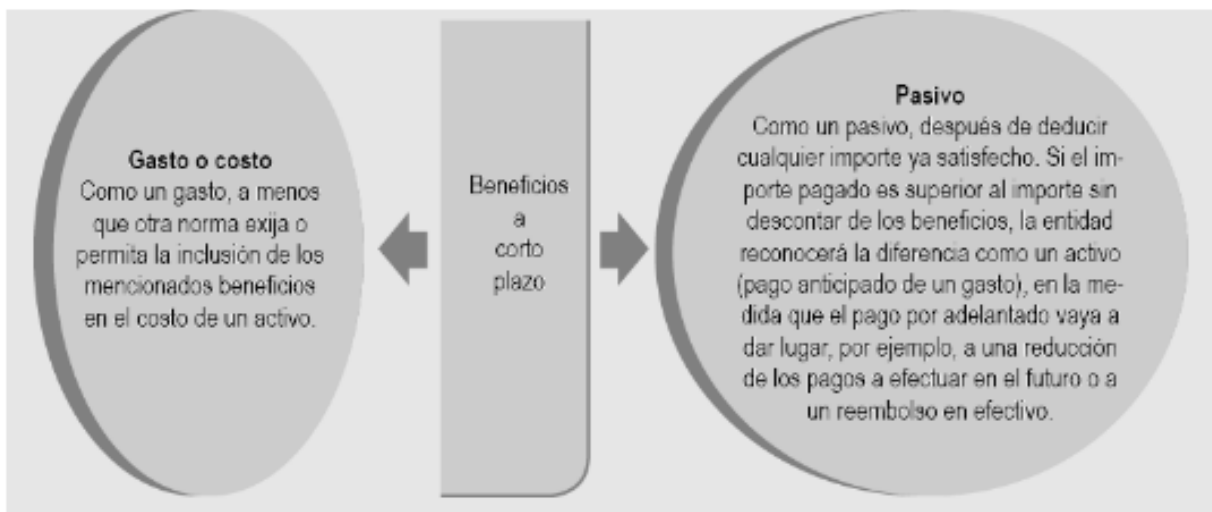 Gasto o costo
Como un gasto, a menos
que otra norma exija o
permita la inclusión de los
mencionados beneficios
en el costo de un activo.
Beneficios
a
corto
plazo
Pasivo
Como un pasivo, después de deducir
cualquier importe ya satisfecho. Si el im-
porte pagado es superior al importe sin
descontar de los beneficios, la entidad
reconocerá la diferencia como un activo
(pago anticipado de un gasto), en la me-
dida que el pago por adelantado vaya a
dar lugar, por ejemplo, a una reducción
de los pagos a efectuar en el futuro o a
un reembolso en efectivo.